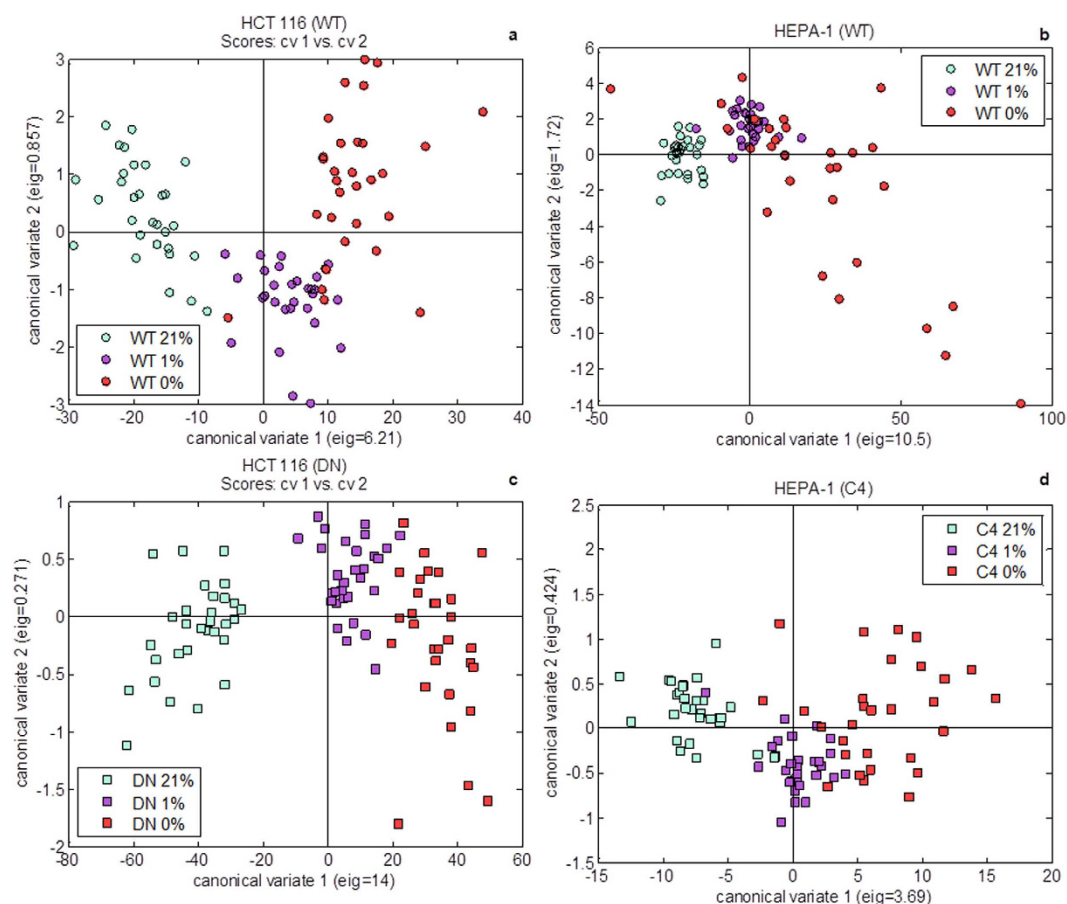 HCT 116 (WT)
Scores: cv 1 vs. cv 2
a
canonical variate 2 (eig=0.857)
3
2
1
0
-1
-2
-3
WT 21%
WT 1%
WT 0%
-30
-20
-10
0
10
20
30
40
canonical variate 1 (eig=6.21)
HEPA-1 (WT)
b
canonical variate 2 (eig=1.72)
6
4
2
0
-2
-4
-6
-8
-10
-12
-14
WT 21%
WT 1%
WT 0%
-50
0
50
100
canonical variate 1 (eig=10.5)
HCT 116 (DN)
Scores: cv 1 vs. cv 2
c
canonical variate 2 (eig=0.271)
1
0.5
0
-0.5
-1
-1.5
-2
DN 21%
DN 1%
DN 0%
-80
-60
-40
-20
0
20
40
60
canonical variate 1 (eig=14)
HEPA-1 (C4)
d
canonical variate 2 (eig=0.424)
2.5
2
1.5
1
0.5
0
-0.5
-1
-1.5
C4 21%
C4 1%
C4 0%
-15
-10
-5
0
5
10
15
20
canonical variate 1 (eig=3.69)